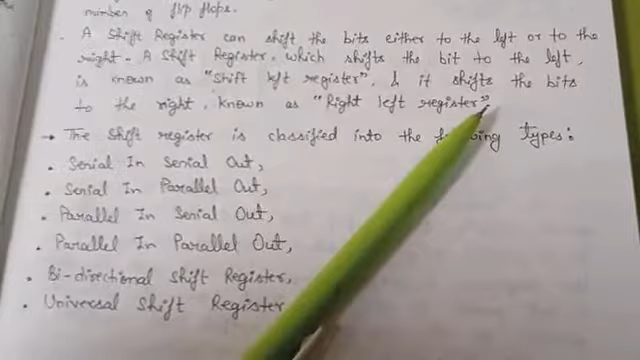 number of flip flops.
. A Shift Register can shift the bits either to the left or to the
right. A Shift Register, which shifts the bit to the left,
is known as "Shift left register", & it shifts the bits
to the right, known as "Right left register"
→ The Shift register is classified into the types:
. Serial In Serial Out,
. Serial In Parallel Out,
. Parallel In Serial Out,
. Parallel In Parallel Out,
. Bi-directional Shift Register,
. Universal Shift Register